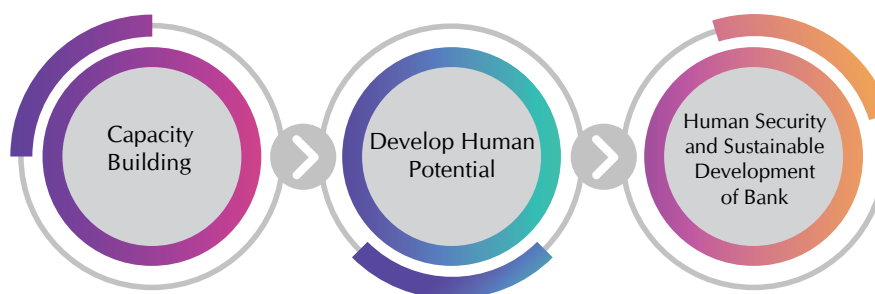 Capacity
Building
Develop Human
Potential
Human Security
and Sustainable
Development
of Bank